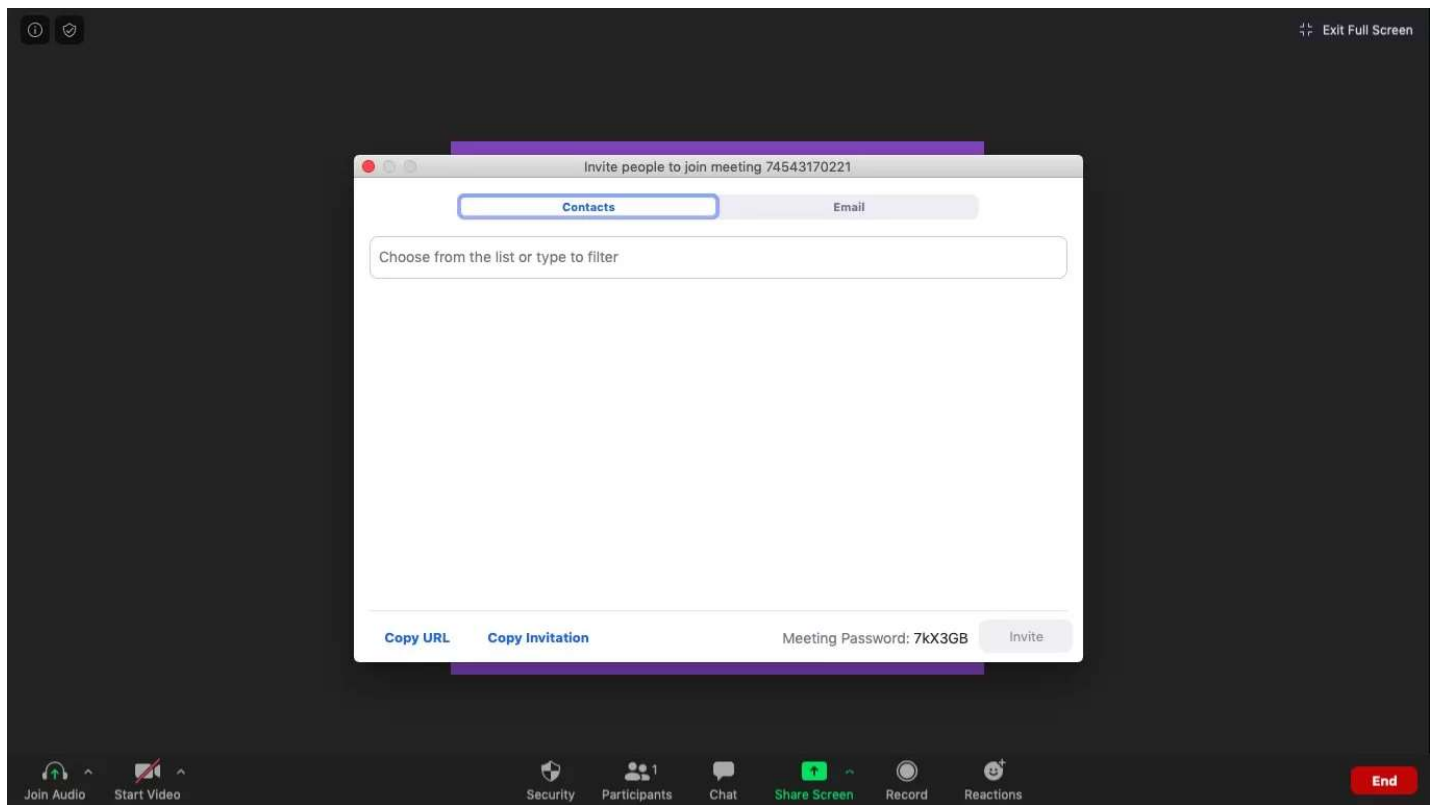 Exit Full Screen
Invite people to join meeting 74543170221
Contacts Email
Choose from the list or type to filter
Copy URL Copy Invitation Meeting Password: 7kX3GB Invite
1
Join Audio Start Video Security Participants Chat Share Screen Record Reactions End